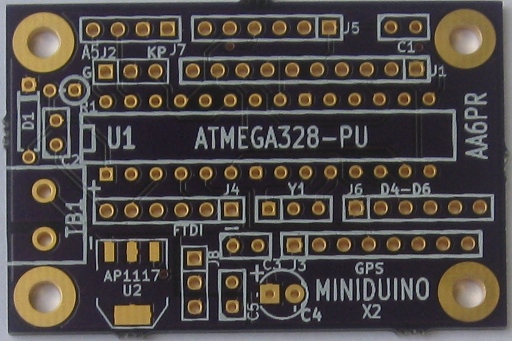 A5 J2 KP J7 J5 C1
G J1
R1
D1 U1 ATMEGA328-PU AA6PR
C2
+ J4 Y1 J6 D4-D6
TB1 FTDI -
- J8 + C3 J3 GPS
AP1117
U2
C5 - C4 MINIDUINO
X2